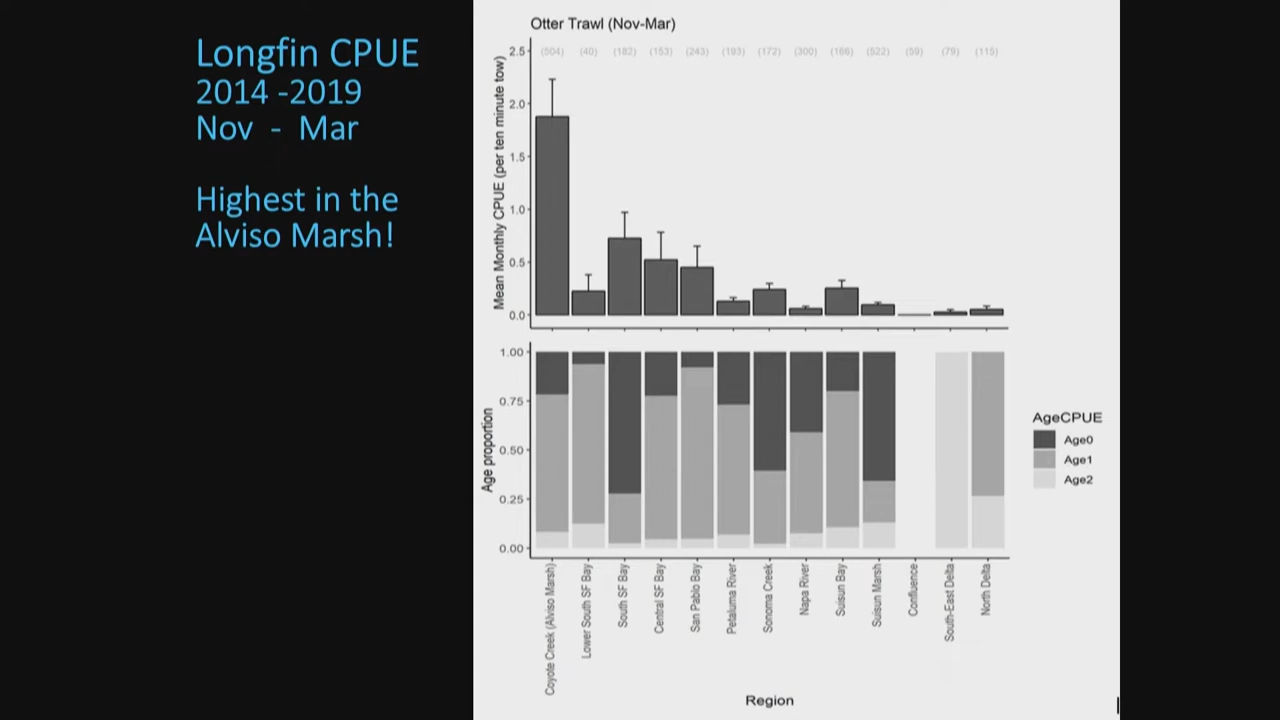 Longfin CPUE
2014 -2019
Nov - Mar
Highest in the
Alviso Marsh!
Otter Trawl (Nov-Mar)
(504) (40) (182) (153) (243) (193) (172) (300) (166) (522) (59) (79) (115)
2.5
2.0
1.5
1.0
0.5
0.0
Mean Monthly CPUE (per ten minute tow)
1.00
0.75
0.50
0.25
0.00
Age proportion
Coyote Creek (Alviso Marsh)
Lower South SF Bay
South SF Bay
Central SF Bay
San Pablo Bay
Petaluma River
Sonoma Creek
Napa River
Suisun Bay
Suisun Marsh
Confluence
South-East Delta
North Delta
Region
AgeCPUE
Age0
Age1
Age2